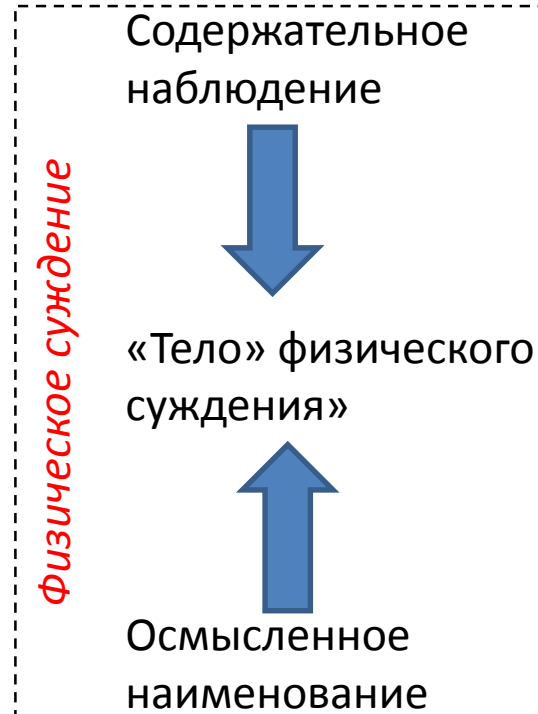 Содержательное
наблюдение
Физическое суждение
«Тело» физического
суждения»
Осмысленное
наименование